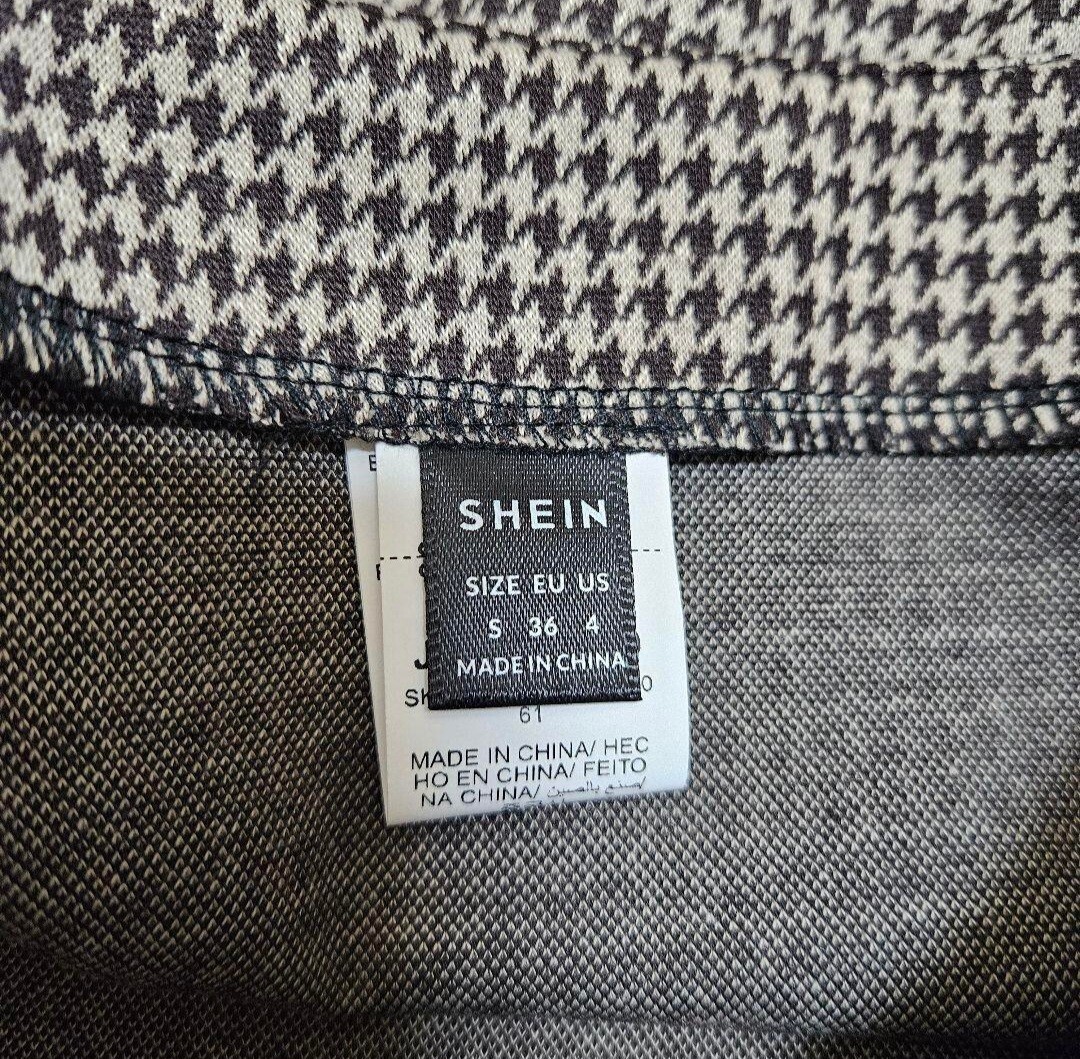 SHEIN
SIZE EU US
S 36 4
MADE IN CHINA
61
MADE IN CHINA/ HEC
HO EN CHINA/ FEITO
NA CHINA/ صنع بالصين/